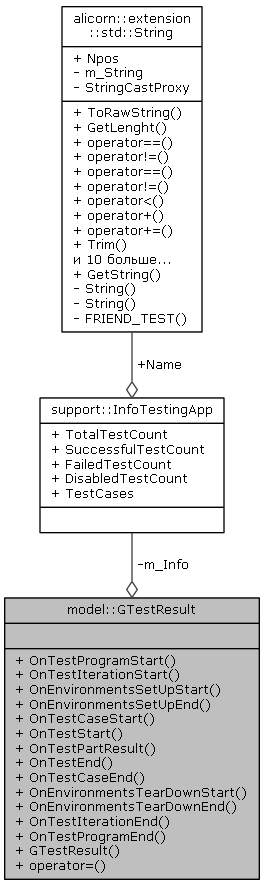 alicorn::extension
::std::String
+ Npos
- m_String
- StringCastProxy
+ ToRawString()
+ GetLenght()
+ operator==()
+ operator!=()
+ operator==()
+ operator!=()
+ operator<()
+ operator+()
+ operator+=()
+ Trim()
и 10 больше...
+ GetString()
- String()
- String()
- FRIEND_TEST()
+Name
support::InfoTestingApp
+ TotalTestCount
+ SuccessfulTestCount
+ FailedTestCount
+ DisabledTestCount
+ TestCases
-m_Info
model::GTestResult
+ OnTestProgramStart()
+ OnTestIterationStart()
+ OnEnvironmentsSetUpStart()
+ OnEnvironmentsSetUpEnd()
+ OnTestCaseStart()
+ OnTestStart()
+ OnTestPartResult()
+ OnTestEnd()
+ OnTestCaseEnd()
+ OnEnvironmentsTearDownStart()
+ OnEnvironmentsTearDownEnd()
+ OnTestIterationEnd()
+ OnTestProgramEnd()
+ GTestResult()
+ operator=()